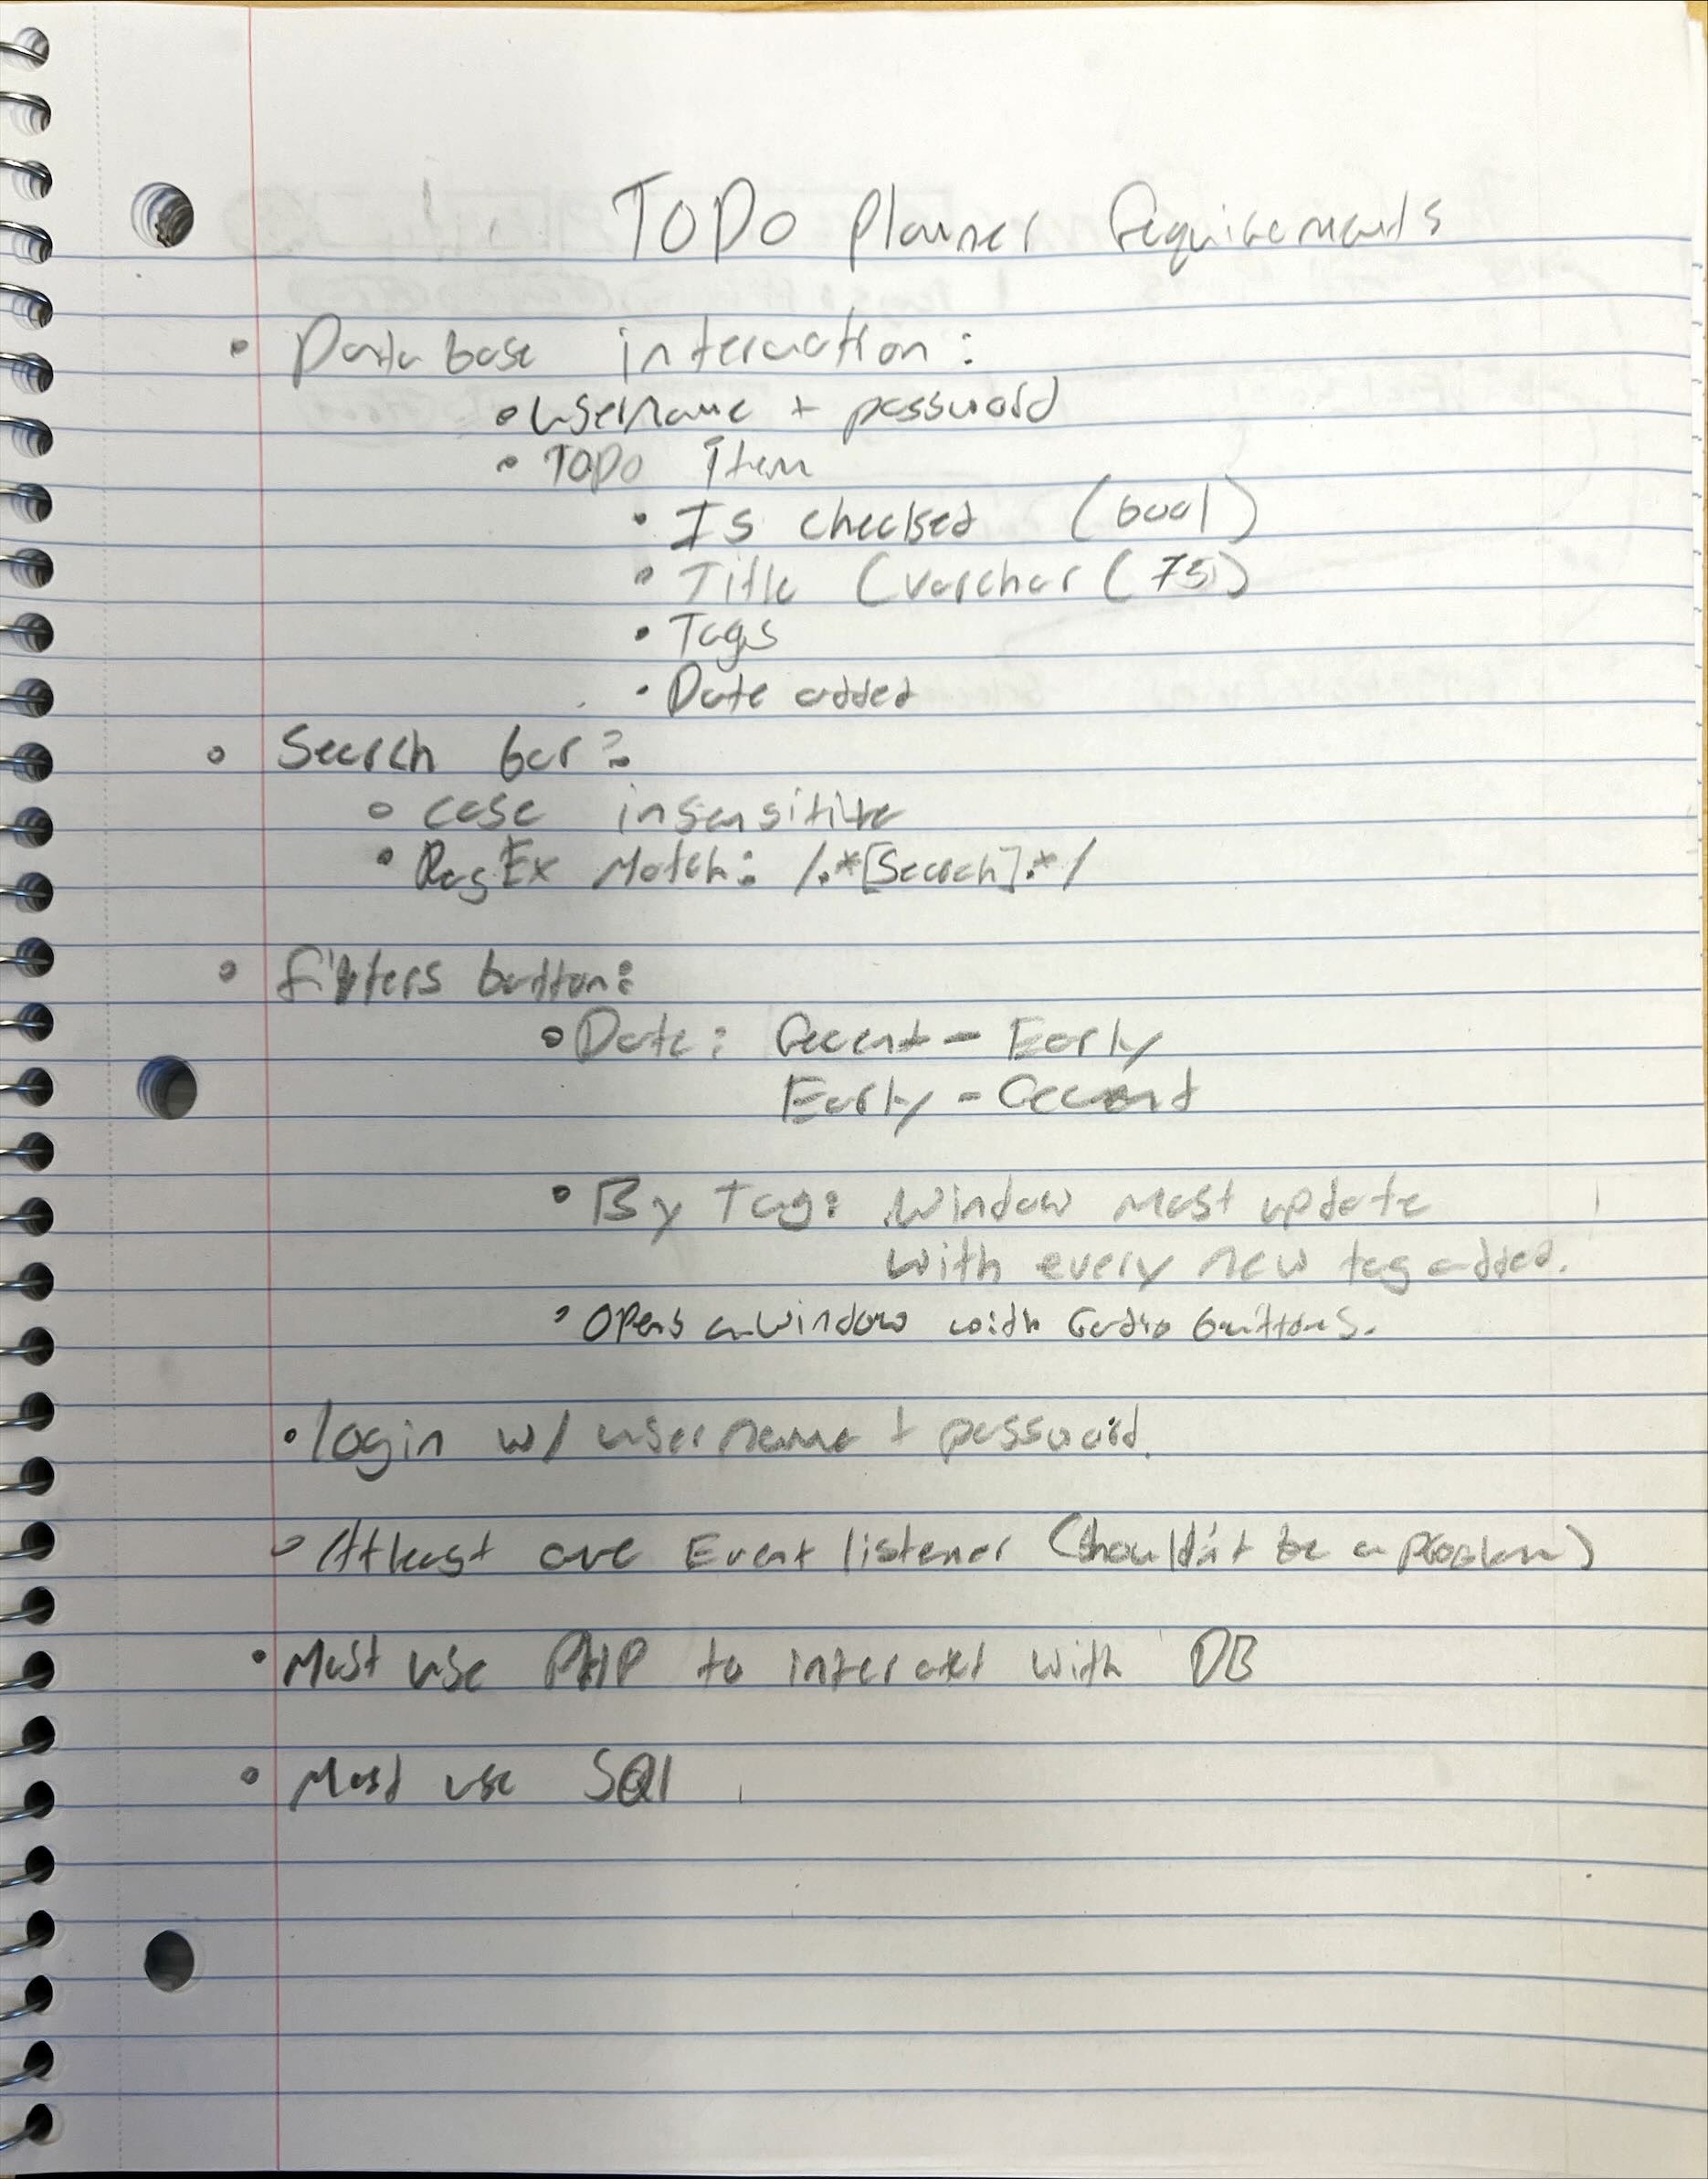 TODO Planner Requirements
• Database interaction:
• username + password
• TODO Item
• Is checked (bool)
• Title (varchar (75)
• Tags
• Date added
• Search bar:
• case insensitive
• RegEx Match: /.*[Search].*/
• Filters button:
• Date: Recent - Early
Early - Recent
• By Tag: Window must update
with every new tag added.
• Opens a window with radio buttons.
• login w/ username + password.
• Atleast one Event listener (shouldn't be a problem)
• Must use PHP to interact with DB
• Must use SQl